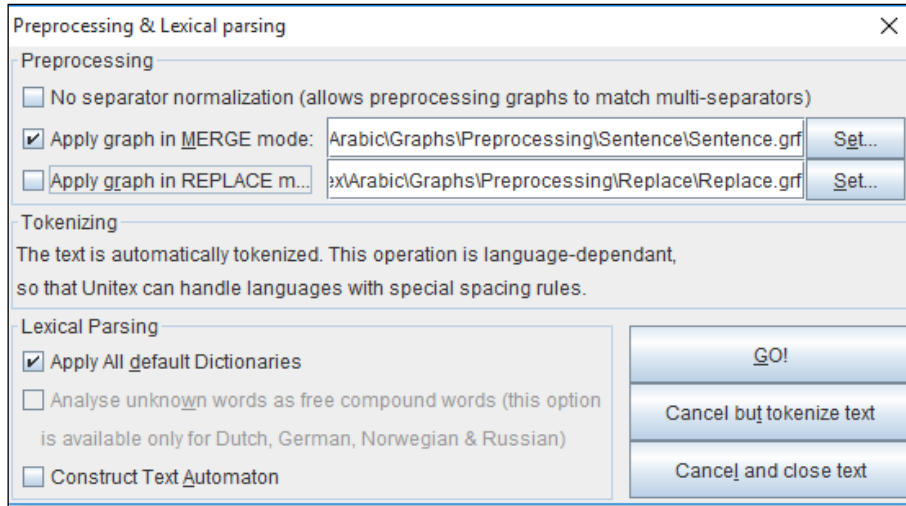 Preprocessing & Lexical parsing
Preprocessing
No separator normalization (allows preprocessing graphs to match multi-separators)
Apply graph in MERGE mode: Arabic\Graphs\Preprocessing\Sentence\Sentence.grf Set...
Apply graph in REPLACE m... ex\Arabic\Graphs\Preprocessing\Replace\Replace.grf Set...
Tokenizing
The text is automatically tokenized. This operation is language-dependant,
so that Unitex can handle languages with special spacing rules.
Lexical Parsing
Apply All default Dictionaries
Analyse unknown words as free compound words (this option
is available only for Dutch, German, Norwegian & Russian)
Construct Text Automaton
GO!
Cancel but tokenize text
Cancel and close text